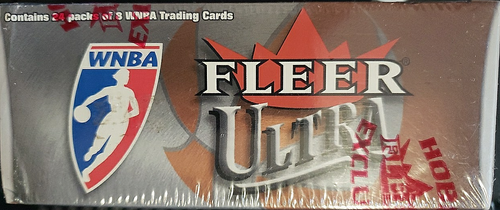 Contains 24 packs of 8 WNBA Trading Cards
WNBA
FLEER
ULTRA